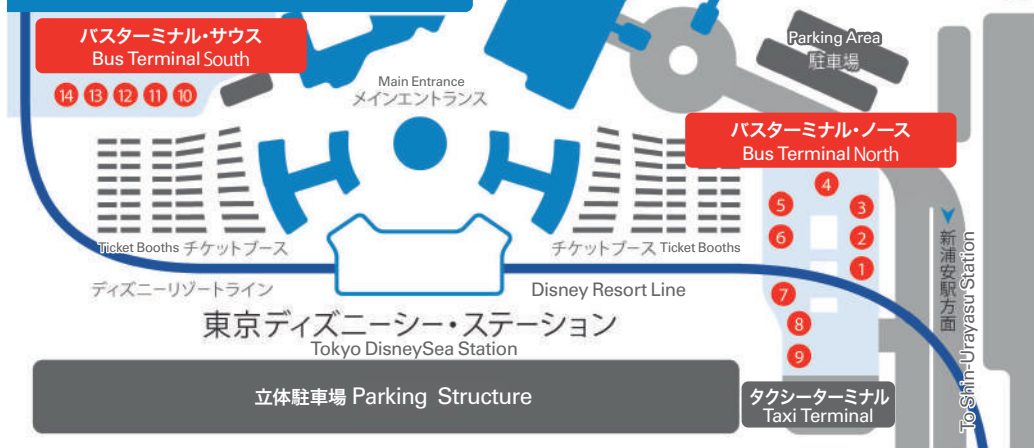 バスターミナル・サウス
Bus Terminal South
14 13 12 11 10
Main Entrance
メインエントランス
Parking Area
駐車場
バスターミナル・ノース
Bus Terminal North
4
5
3
6
2
1
7
8
9
Ticket Booths チケットブース
チケットブース Ticket Booths
ディズニーリゾートライン
Disney Resort Line
東京ディズニーシー・ステーション
Tokyo DisneySea Station
新浦安駅方面
To Shin-Urayasu Station
立体駐車場 Parking Structure
タクシーターミナル
Taxi Terminal